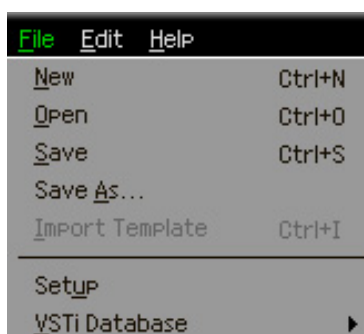 File Edit Help
New Ctrl+N
Open Ctrl+O
Save Ctrl+S
Save As...
Import Template Ctrl+I
Setup
VSTi Database